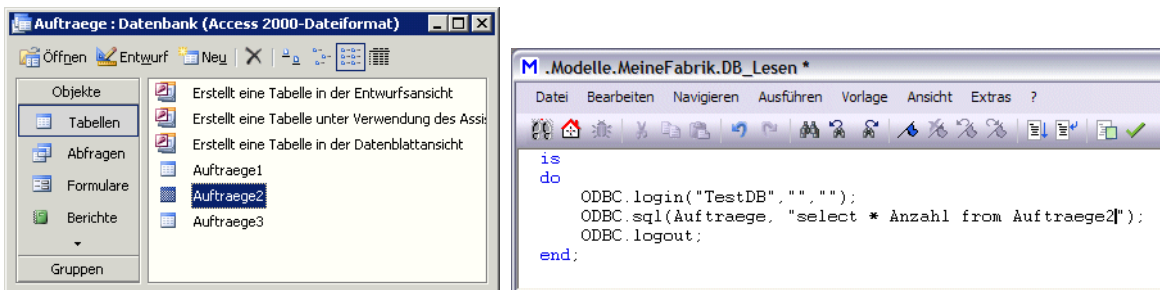 Auftraege : Datenbank (Access 2000-Dateiformat)
Öffnen Entwurf Neu
Objekte
Tabellen
Abfragen
Formulare
Berichte
Gruppen
Erstellt eine Tabelle in der Entwurfsansicht
Erstellt eine Tabelle unter Verwendung des Assi
Erstellt eine Tabelle in der Datenblattansicht
Auftraege1
Auftraege2
Auftraege3
.Modelle.MeineFabrik.DB_Lesen *
Datei Bearbeiten Navigieren Ausführen Vorlage Ansicht Extras ?
is
do
ODBC.login("TestDB","","");
ODBC.sql(Auftraege, "select * Anzahl from Auftraege2");
ODBC.logout;
end;